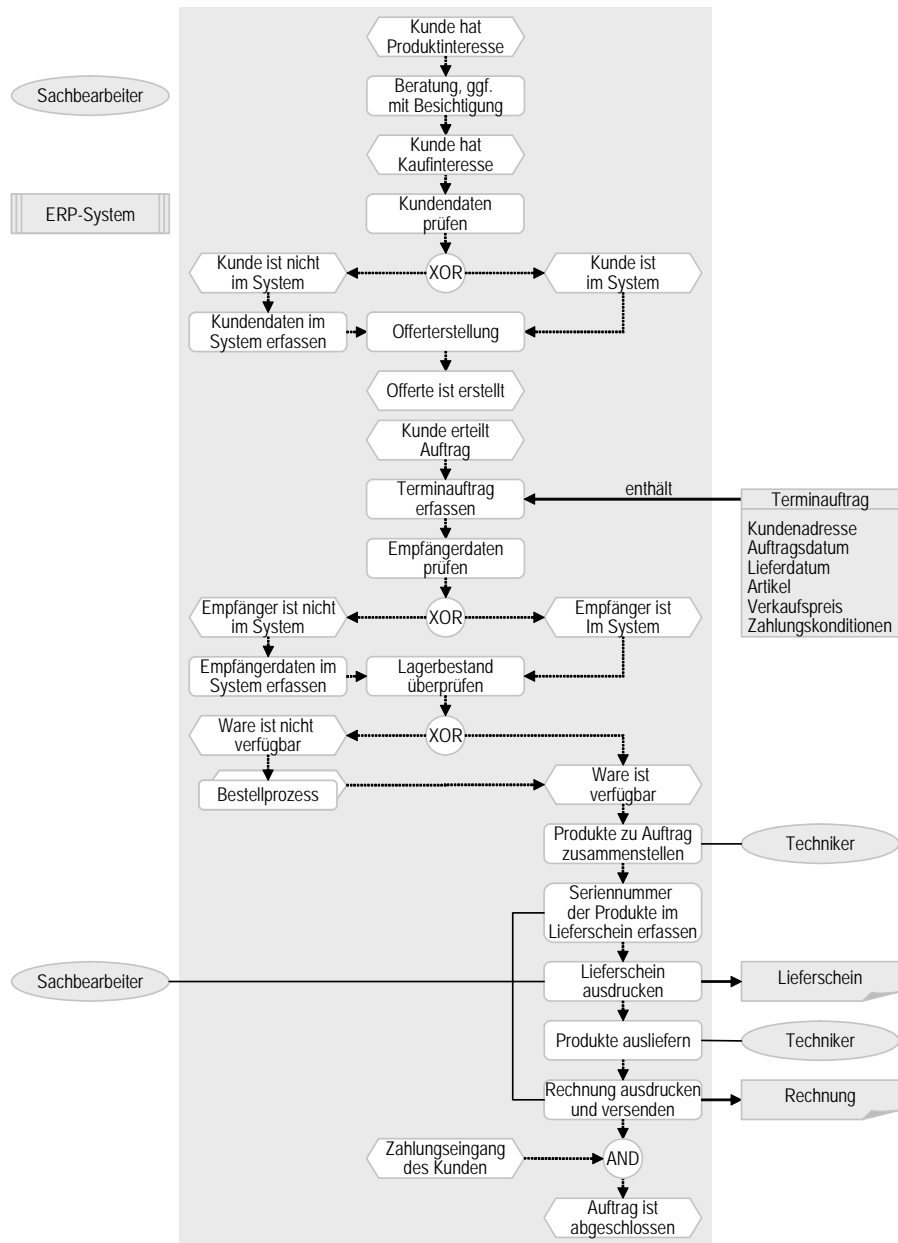 Kunde hat
Produktinteresse
Sachbearbeiter
Beratung, ggf.
mit Besichtigung
Kunde hat
Kaufinteresse
ERP-System
Kundendaten
prüfen
Kunde ist nicht
im System
XOR
Kunde ist
im System
Kundendaten im
System erfassen
Offerterstellung
Offerte ist erstellt
Kunde erteilt
Auftrag
Terminauftrag
erfassen
enthält
Terminauftrag
Kundenadresse
Auftragsdatum
Lieferdatum
Artikel
Verkaufspreis
Zahlungskonditionen
Empfängerdaten
prüfen
Empfänger ist nicht
im System
XOR
Empfänger ist
Im System
Empfängerdaten im
System erfassen
Lagerbestand
überprüfen
Ware ist nicht
verfügbar
XOR
Bestellprozess
Ware ist
verfügbar
Produkte zu Auftrag
zusammenstellen
Techniker
Seriennummer
der Produkte im
Lieferschein erfassen
Sachbearbeiter
Lieferschein
ausdrucken
Lieferschein
Produkte ausliefern
Techniker
Rechnung ausdrucken
und versenden
Rechnung
Zahlungseingang
des Kunden
AND
Auftrag ist
abgeschlossen